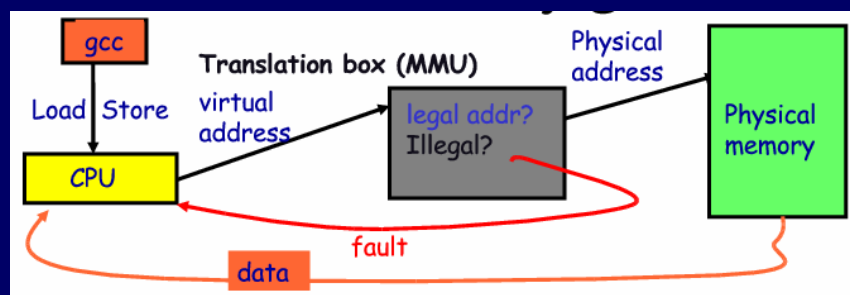 gcc
Translation box (MMU)
Physical
address
Load Store
virtual
address
legal addr?
Illegal?
Physical
memory
CPU
fault
data